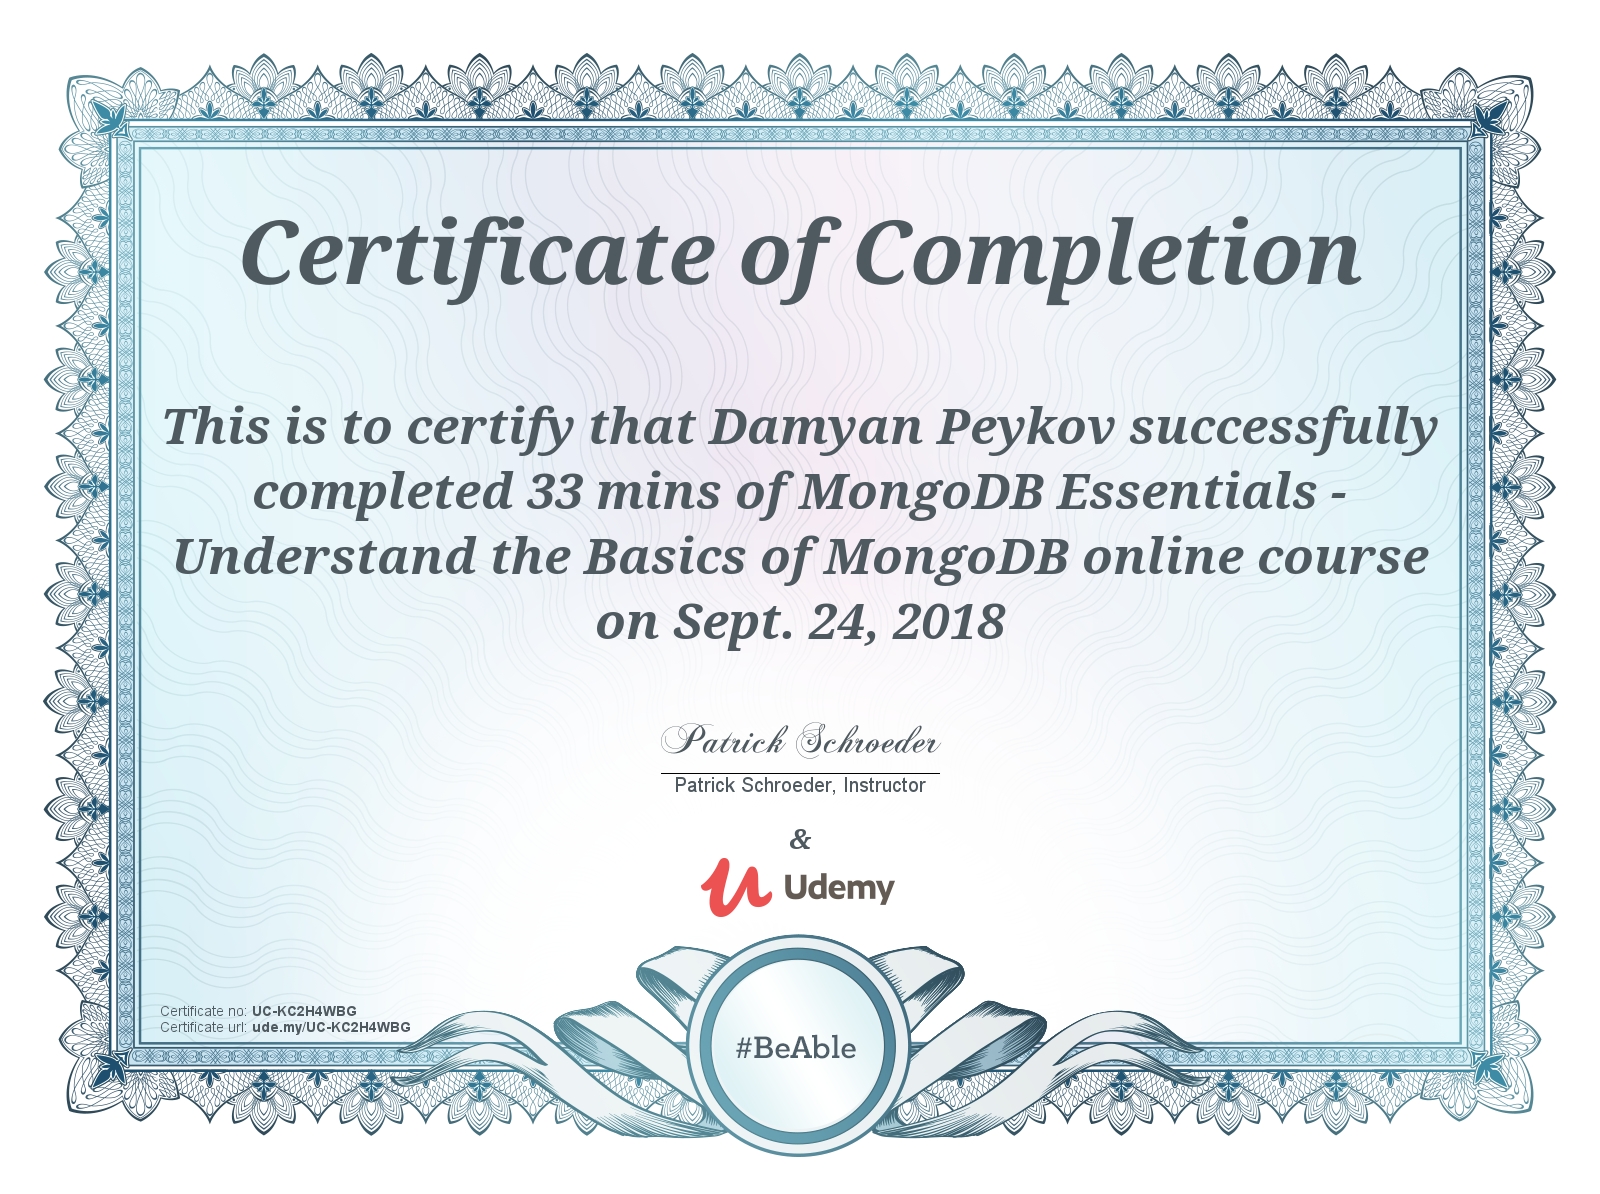 Certificate of Completion
This is to certify that Damyan Peykov successfully
completed 33 mins of MongoDB Essentials -
Understand the Basics of MongoDB online course
on Sept. 24, 2018
Patrick Schroeder
Patrick Schroeder, Instructor
&
Udemy
Certificate no: UC-KC2H4WBG
Certificate url: ude.my/UC-KC2H4WBG
#BeAble